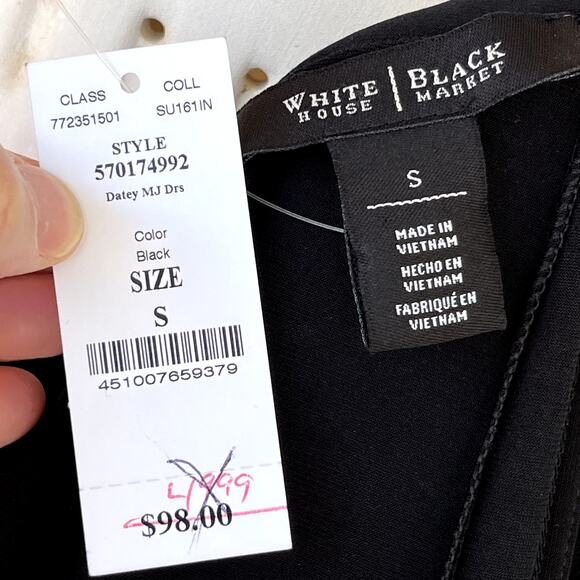 CLASS COLL
772351501 SU161IN
STYLE
570174992
Datey MJ Drs
Color
Black
SIZE
S
451007659379
4999
$98.00
WHITE HOUSE | BLACK MARKET
S
MADE IN
VIETNAM
HECHO EN
VIETNAM
FABRIQUÉ EN
VIETNAM